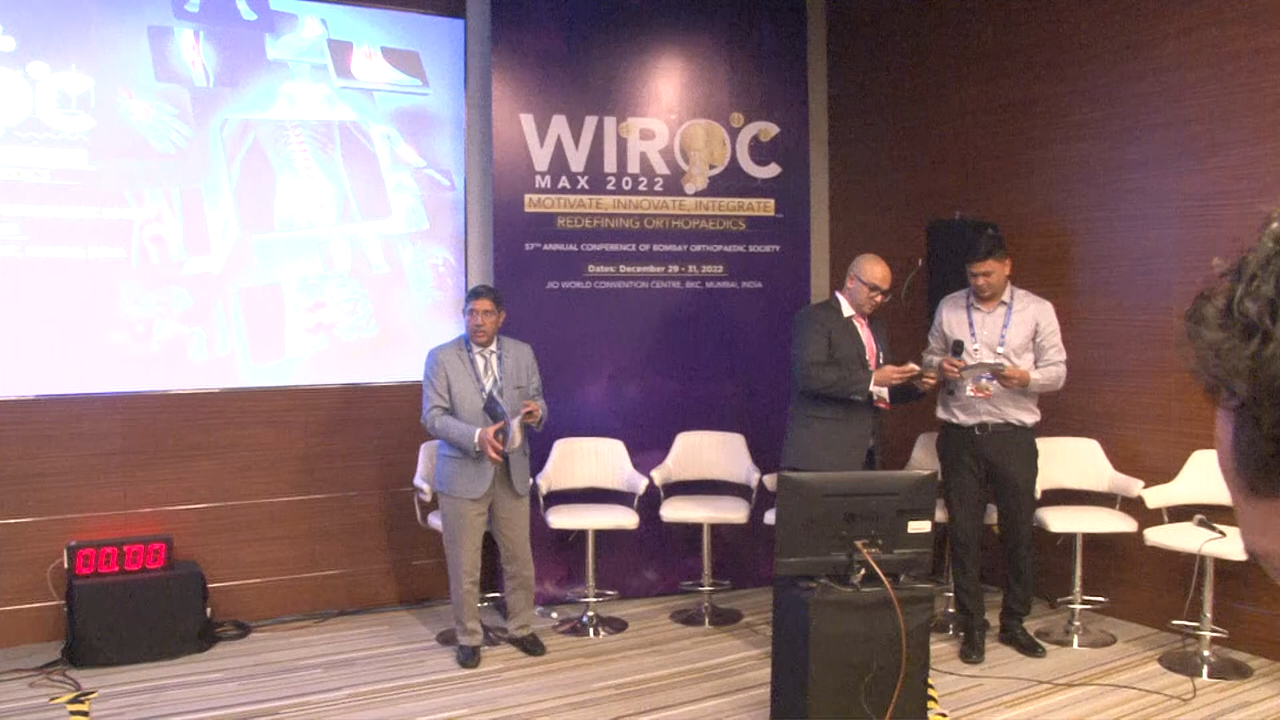 WIROC
MAX 2022
MOTIVATE, INNOVATE, INTEGRATE
REDEFINING ORTHOPAEDICS
57TH ANNUAL CONFERENCE OF BOMBAY ORTHOPAEDIC SOCIETY
Dates: December 29 - 31, 2022
JIO WORLD CONVENTION CENTRE, BKC, MUMBAI, INDIA
00:00